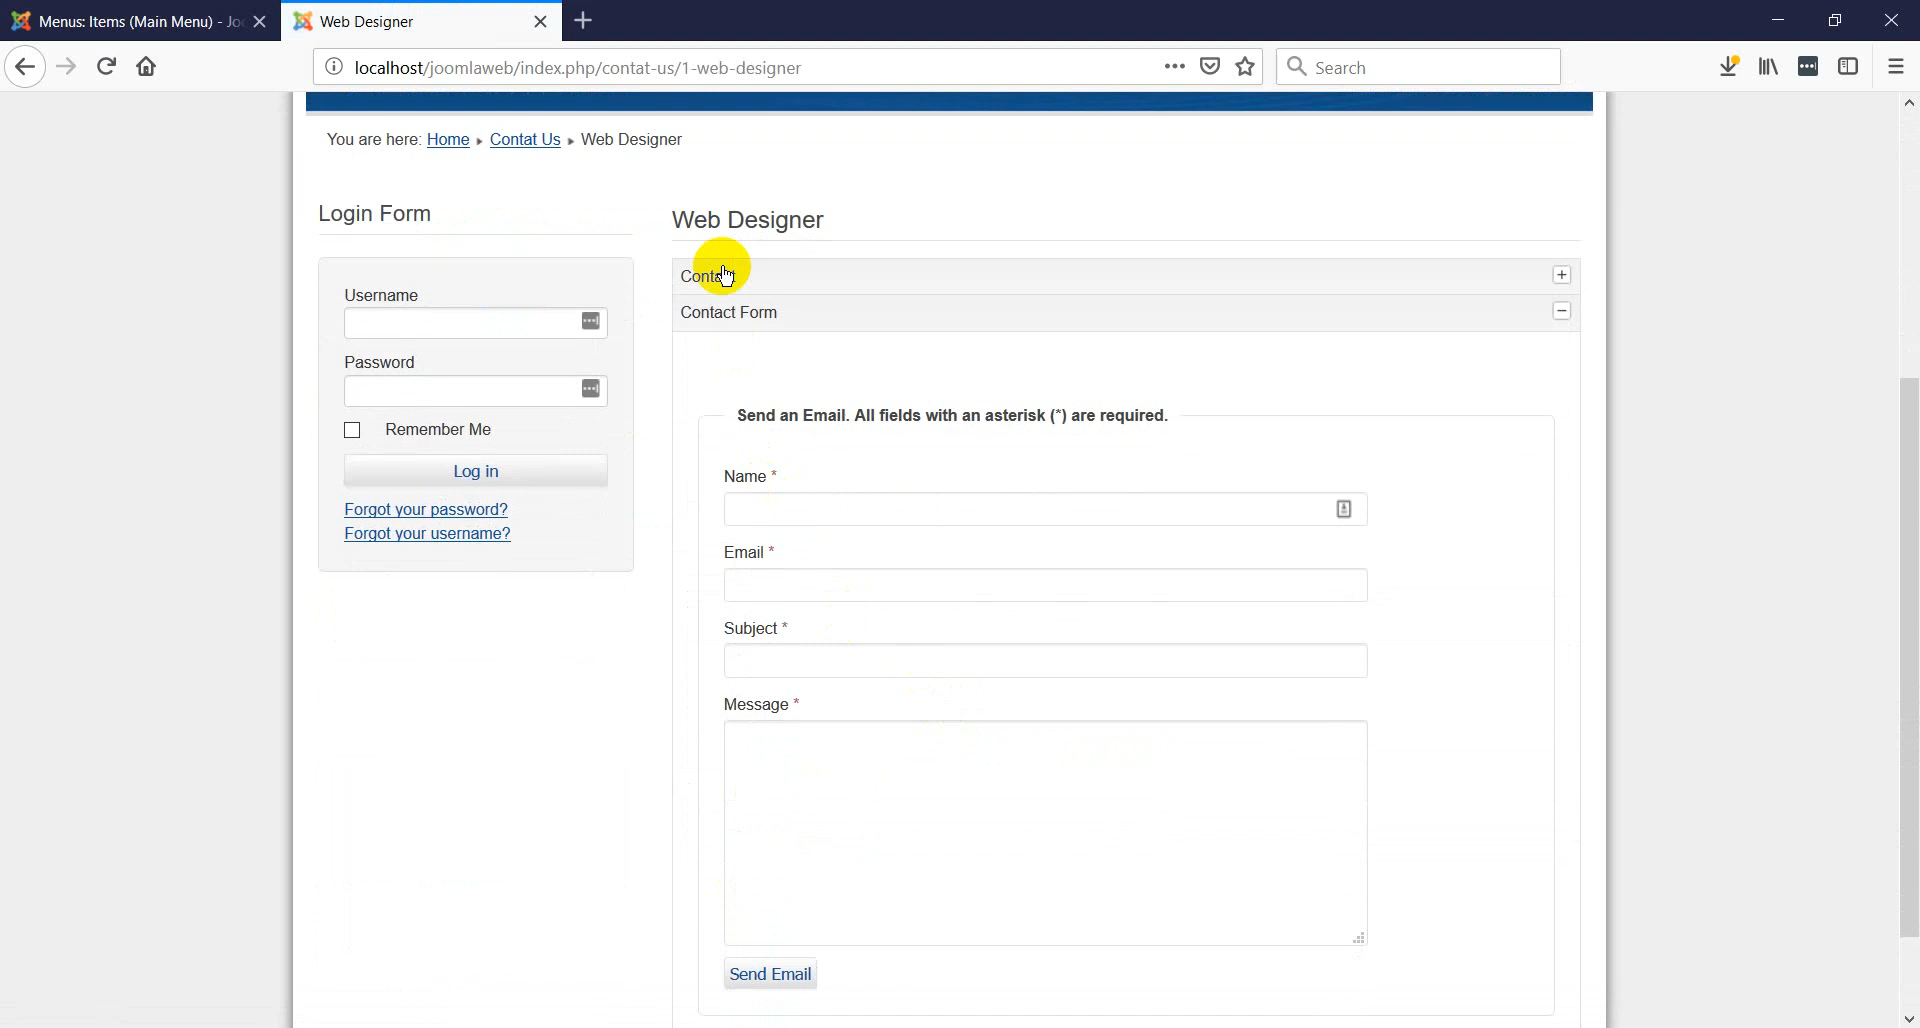 Menus: Items (Main Menu) - Jo
Web Designer
localhost/joomlaweb/index.php/contat-us/1-web-designer
Search
You are here: Home Contat Us Web Designer
Login Form
Username
Password
Remember Me
Log in
Forgot your password?
Forgot your username?
Web Designer
Contact
Contact Form
Send an Email. All fields with an asterisk (*) are required.
Name *
Email *
Subject *
Message *
Send Email